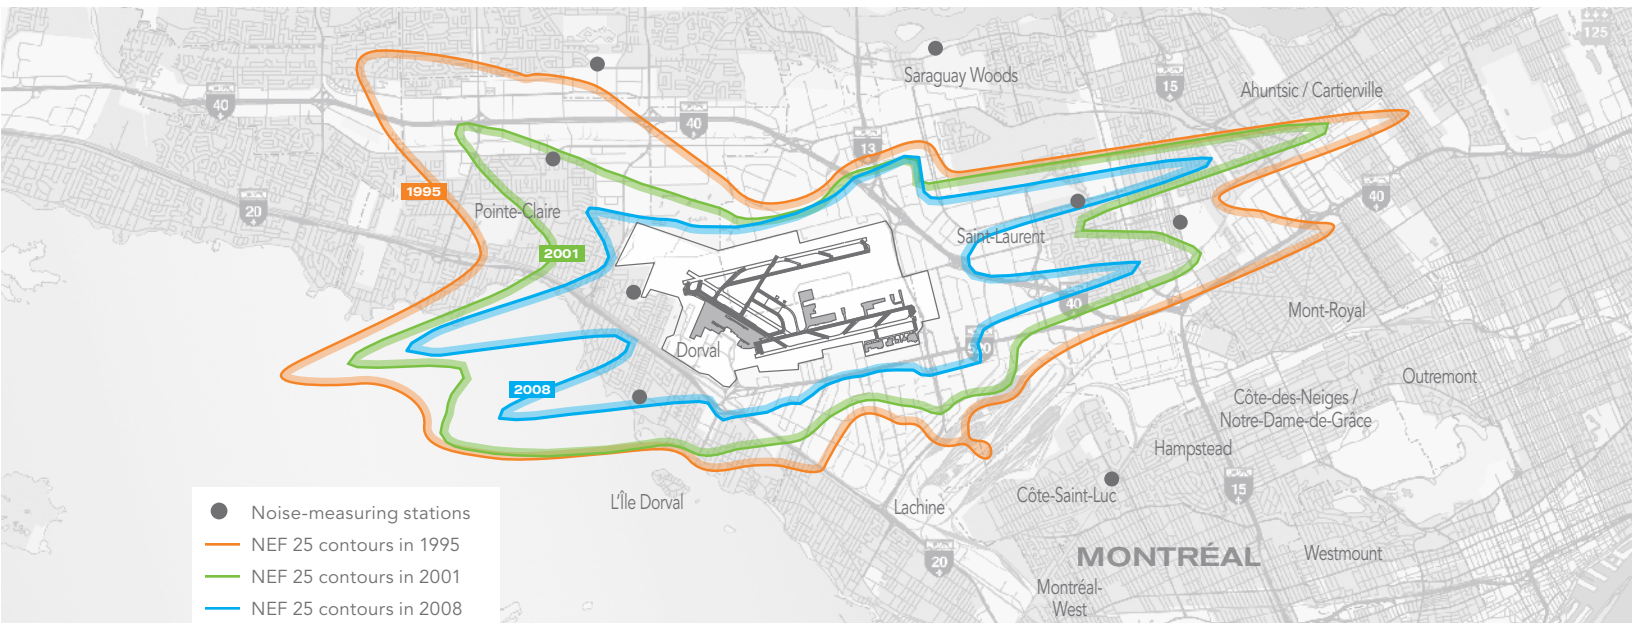 125
Saraguay Woods
15
Ahuntsic / Cartierville
40
40
13
1995
40
20
Pointe-Claire
Saint-Laurent
2001
40
Mont-Royal
520
Dorval
2008
Outremont
Côte-des-Neiges /
Notre-Dame-de-Grâce
Hampstead
L'Île Dorval
Lachine
Côte-Saint-Luc
15
20
MONTRÉAL
Westmount
Montréal-
West
Noise-measuring stations
NEF 25 contours in 1995
NEF 25 contours in 2001
NEF 25 contours in 2008